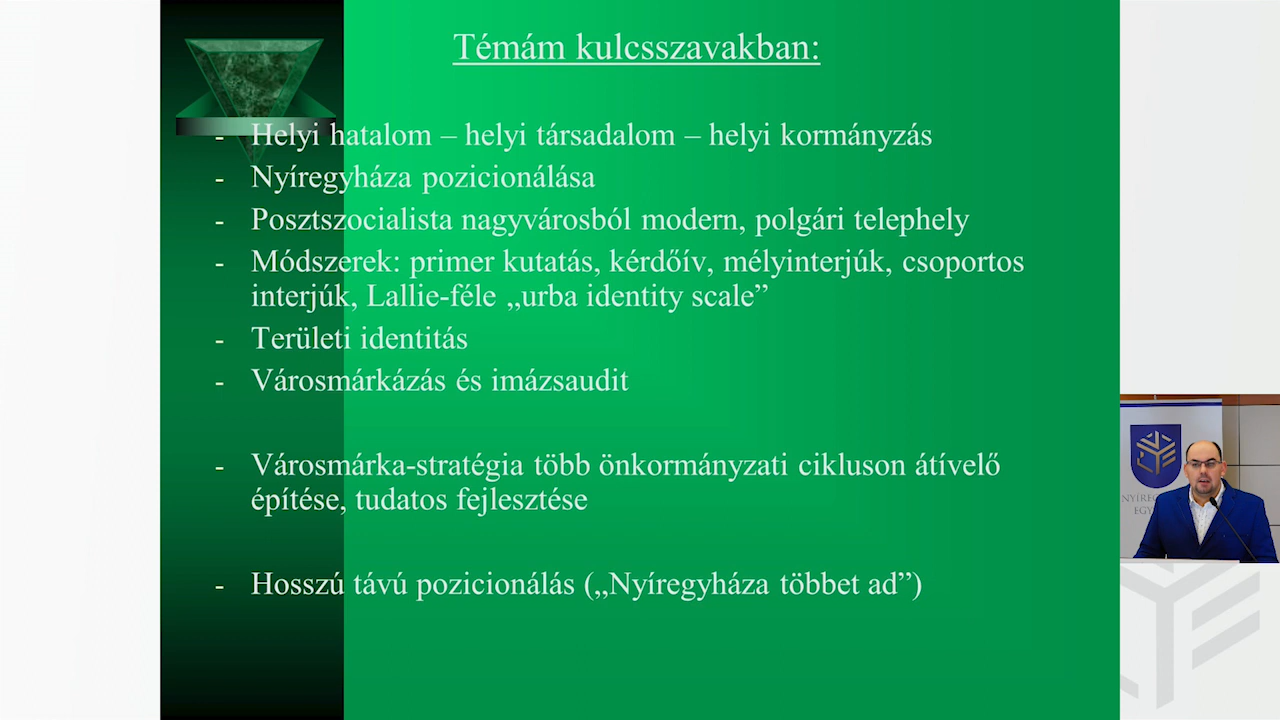 Témám kulcsszavakban:
- Helyi hatalom – helyi társadalom – helyi kormányzás
- Nyíregyháza pozicionálása
- Posztszocialista nagyvárosból modern, polgári telephely
- Módszerek: primer kutatás, kérdőív, mélyinterjúk, csoportos
interjúk, Lallie-féle „urba identity scale”
- Területi identitás
- Városmárkázás és imázsaudit
- Városmárka-stratégia több önkormányzati cikluson átívelő
építése, tudatos fejlesztése
- Hosszú távú pozicionálás („Nyíregyháza többet ad”)